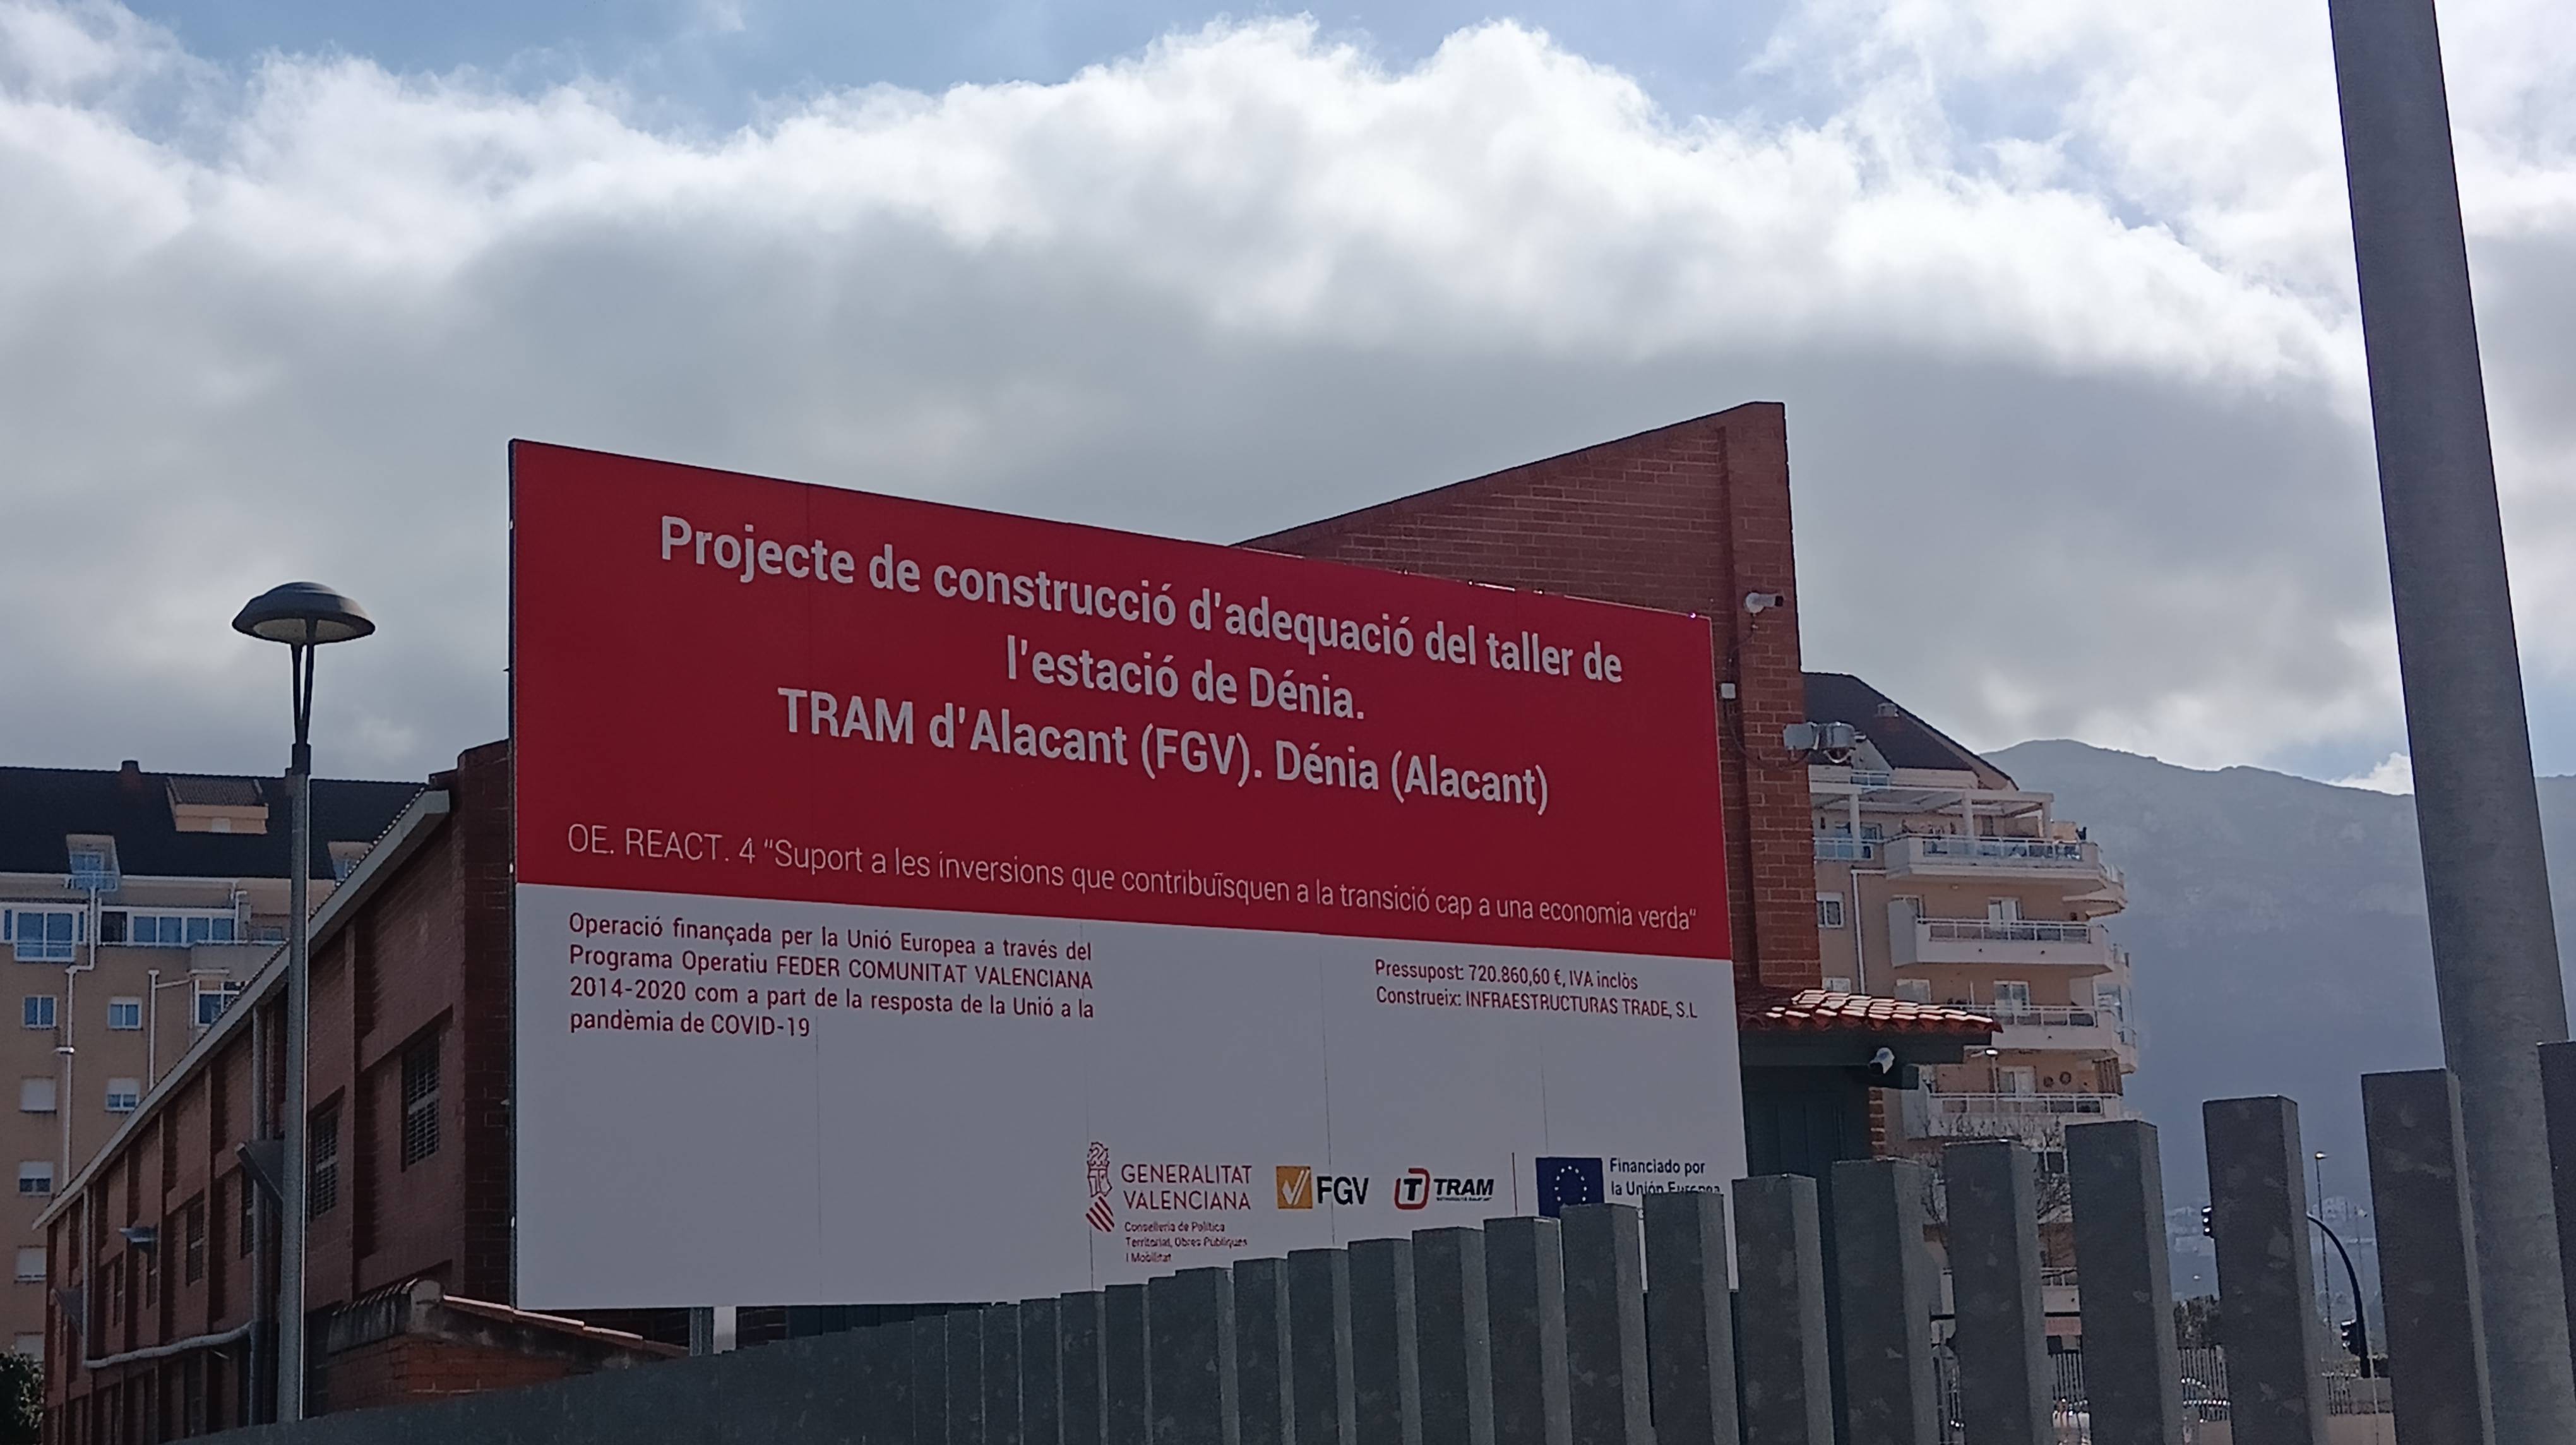 Projecte de construcció d'adequació del taller de
l'estació de Dénia.
TRAM d'Alacant (FGV). Dénia (Alacant)
OE. REACT. 4 “Suport a les inversions que contribuïsquen a la transició cap a una economia verda”
Operació finançada per la Unió Europea a través del
Programa Operatiu FEDER COMUNITAT VALENCIANA
2014-2020 com a part de la resposta de la Unió a la
pandèmia de COVID-19
Pressupost: 720.860,60 €, IVA inclòs
Construeix: INFRAESTRUCTURAS TRADE, S.L
GENERALITAT
VALENCIANA
Conselleria de Política
Territorial, Obres Públiques
i Mobilitat
FGV
T TRAM
Financiado por
la Unión Europea